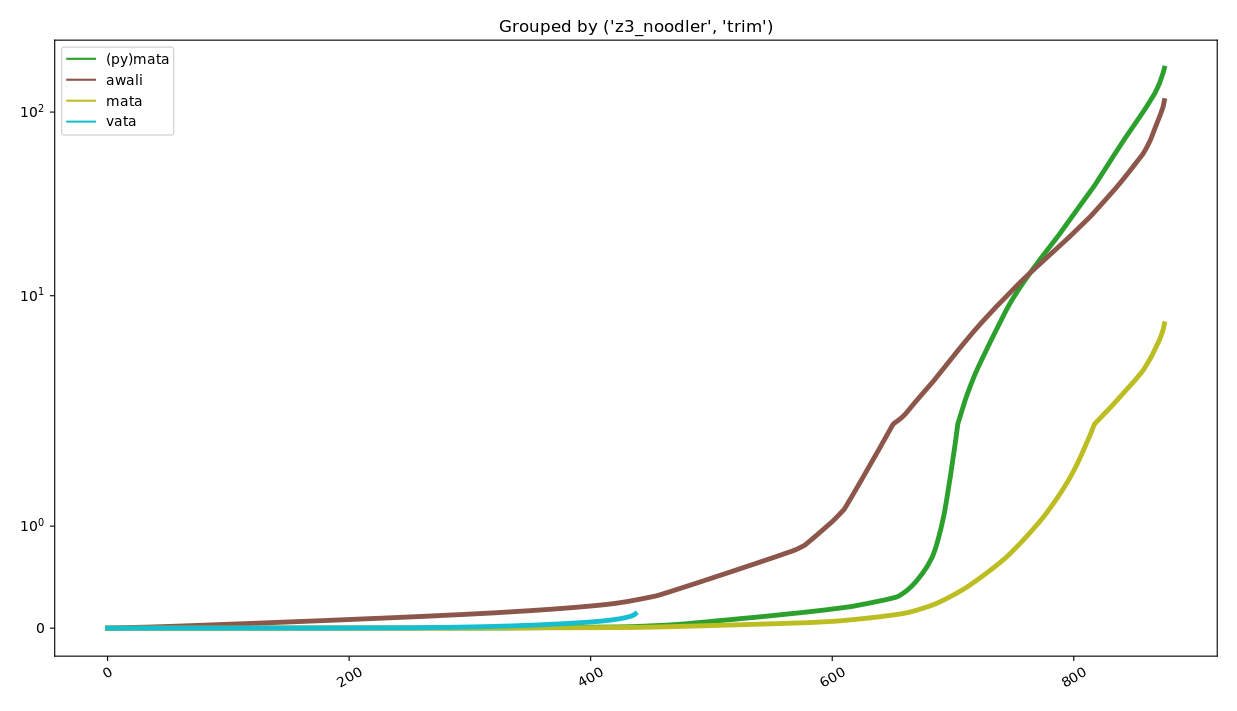 Grouped by ('z3_noodler', 'trim')
(py)mata
awali
mata
vata
10²
10¹
10⁰
0
0
200
400
600
800